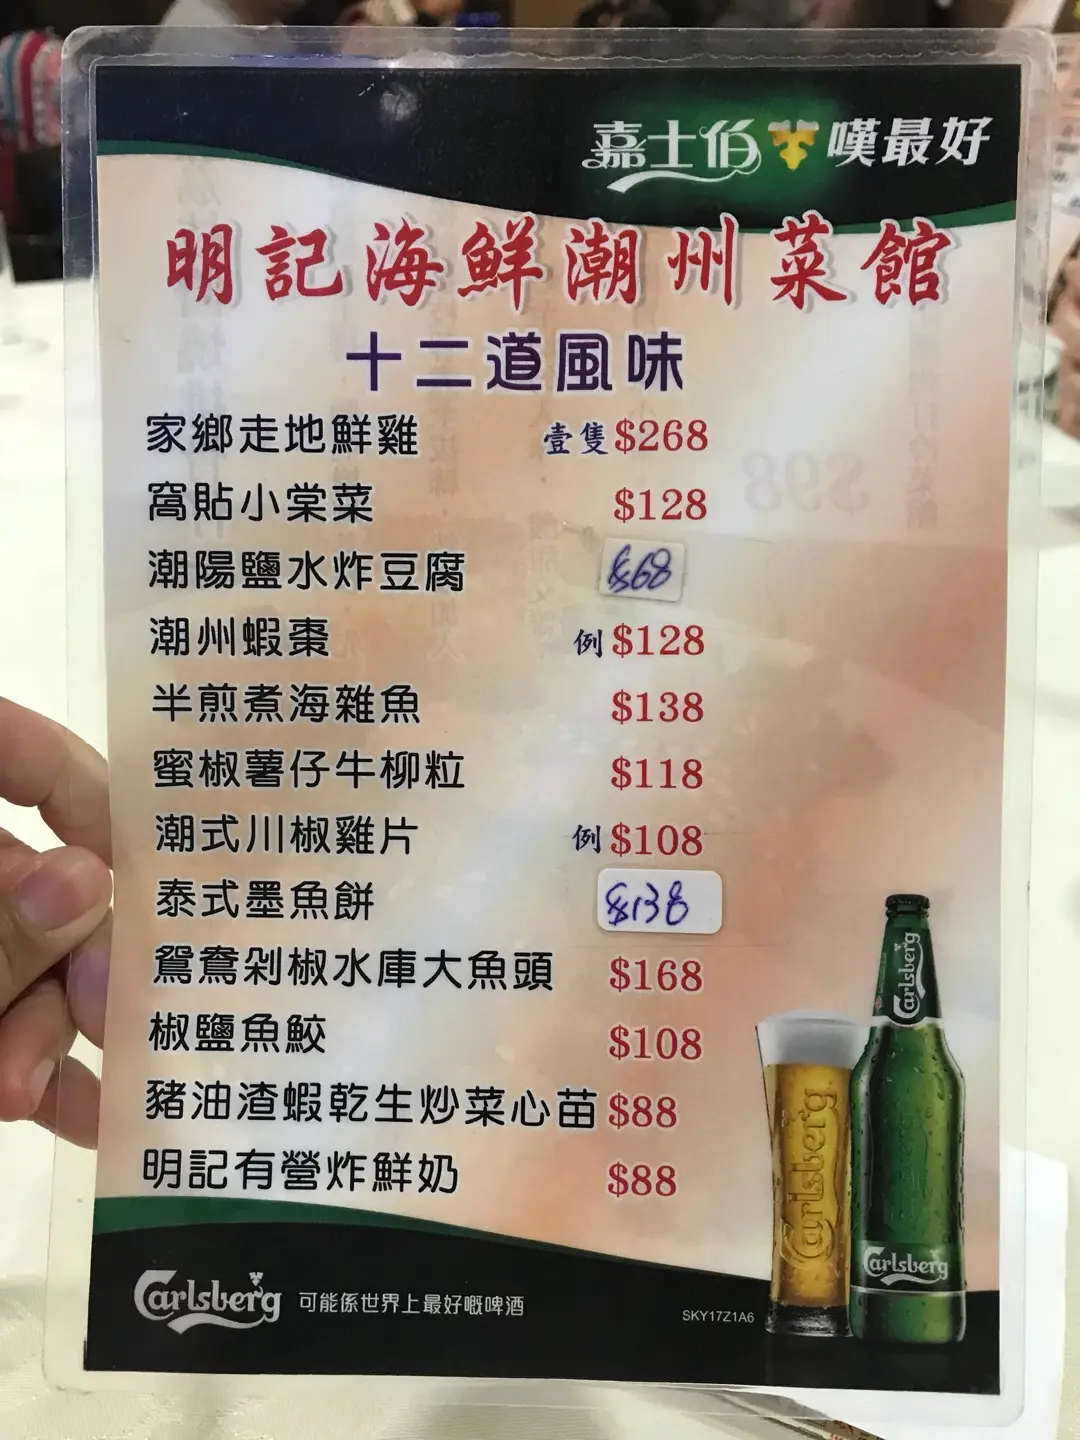 嘉士伯 嘆最好
明記海鮮潮州菜館
十二道風味
家鄉走地鮮雞 壹隻 $268
窩貼小棠菜 $128
潮陽鹽水炸豆腐 $68
潮州蝦棗 例 $128
半煎煮海雜魚 $138
蜜椒薯仔牛柳粒 $118
潮式川椒雞片 例 $108
泰式墨魚餅 $138
鴛鴦剁椒水庫大魚頭 $168
椒鹽魚鮫 $108
豬油渣蝦乾生炒菜心苗 $88
明記有營炸鮮奶 $88
Carlsberg
Carlsberg
Carlsberg
Carlsberg 可能係世界上最好嘅啤酒
SKY17Z1A6